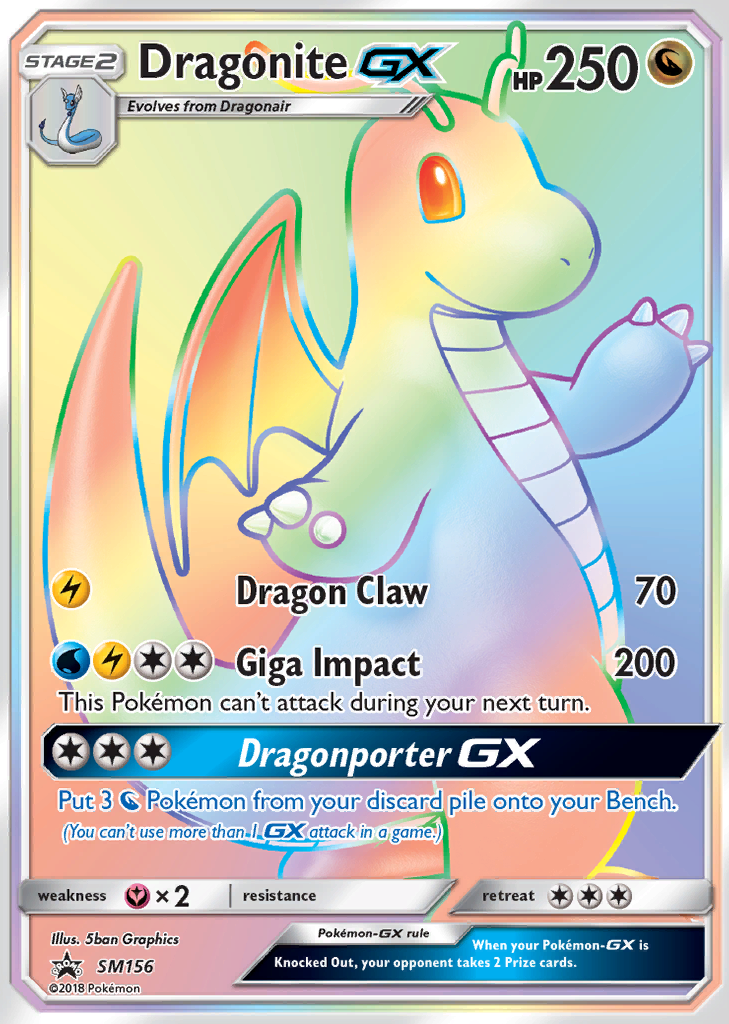 STAGE2
Dragonite GX
HP 250
Evolves from Dragonair
Dragon Claw 70
Giga Impact 200
This Pokémon can't attack during your next turn.
Dragonporter GX
Put 3 Pokémon from your discard pile onto your Bench.
(You can't use more than 1 GX attack in a game.)
weakness ×2 resistance retreat
Illus. 5ban Graphics
SM156
©2018 Pokémon
Pokémon-GX rule
When your Pokémon-GX is
Knocked Out, your opponent takes 2 Prize cards.